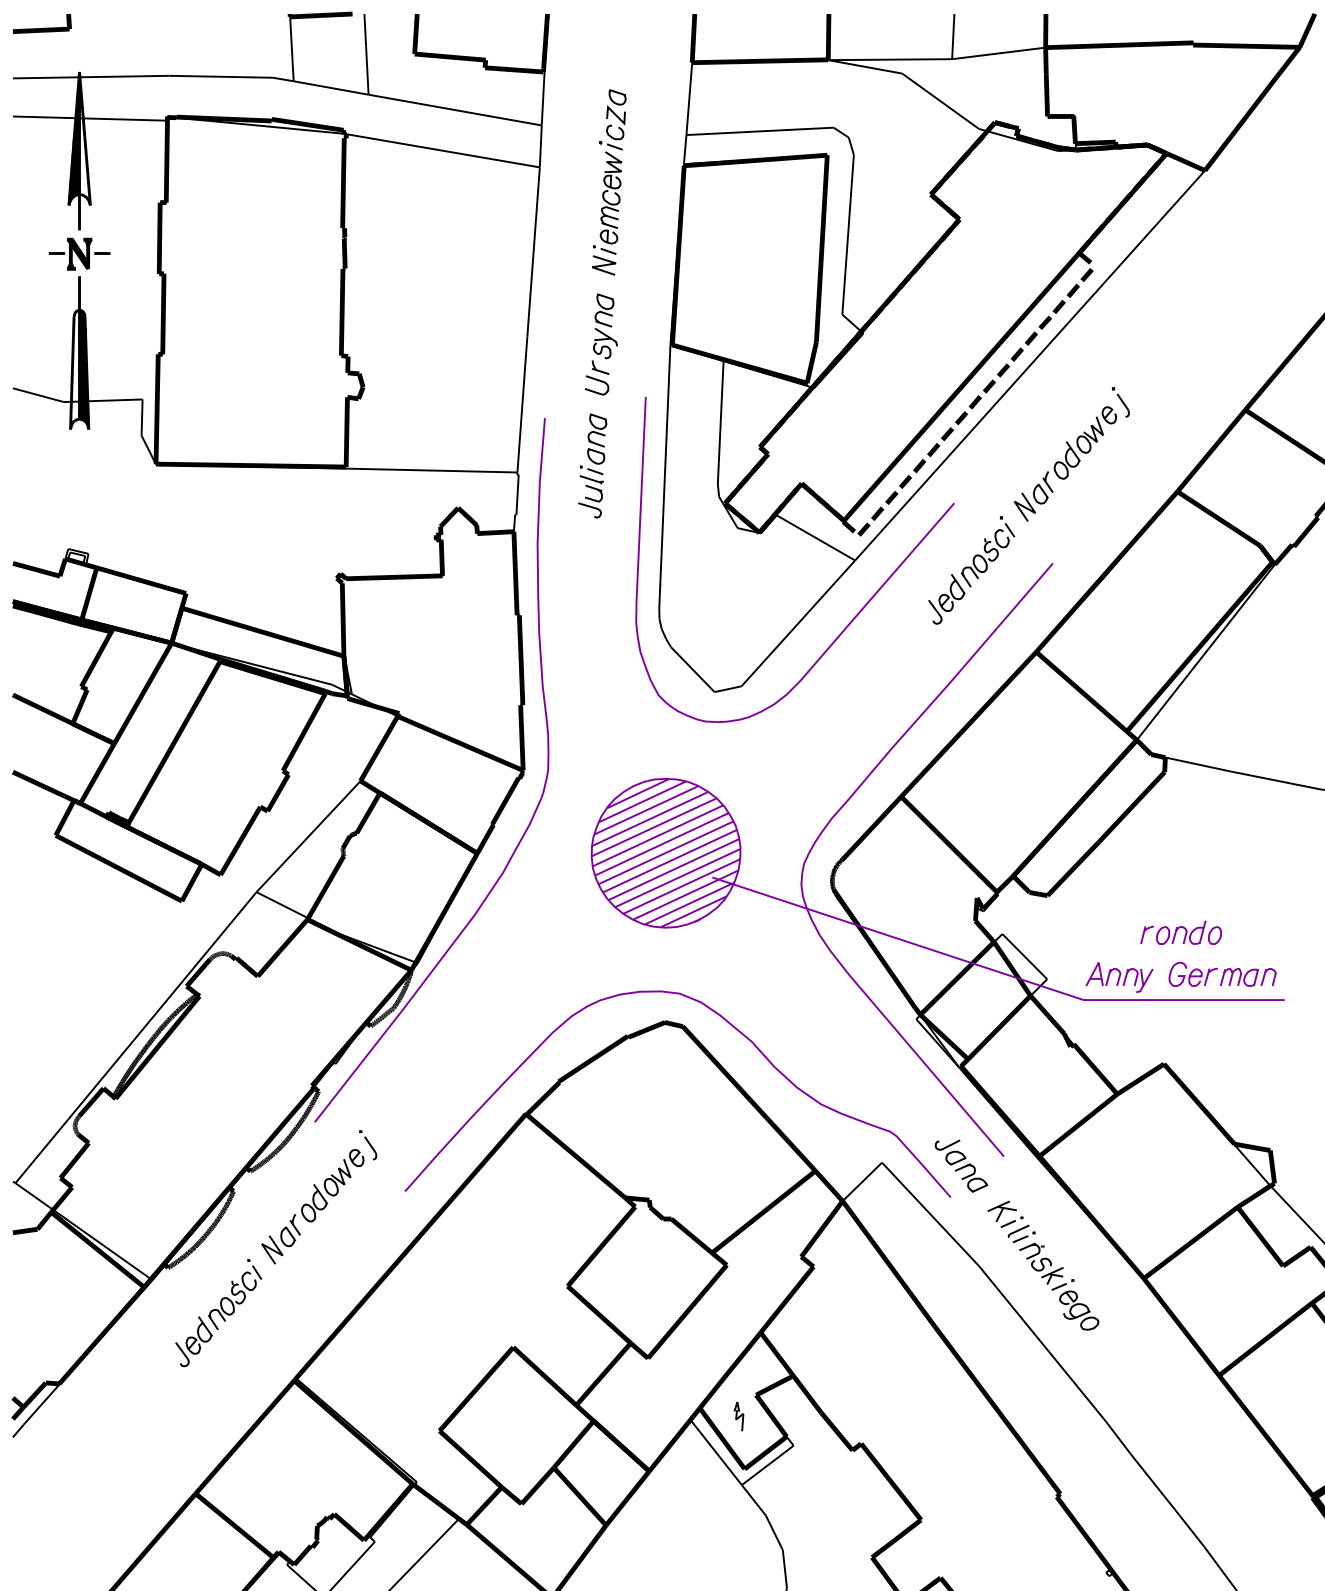 Juliana Ursyna Niemcewicza
N
Jedności Narodowej
rondo
Anny German
Jedności Narodowej
Jana Kilińskiego